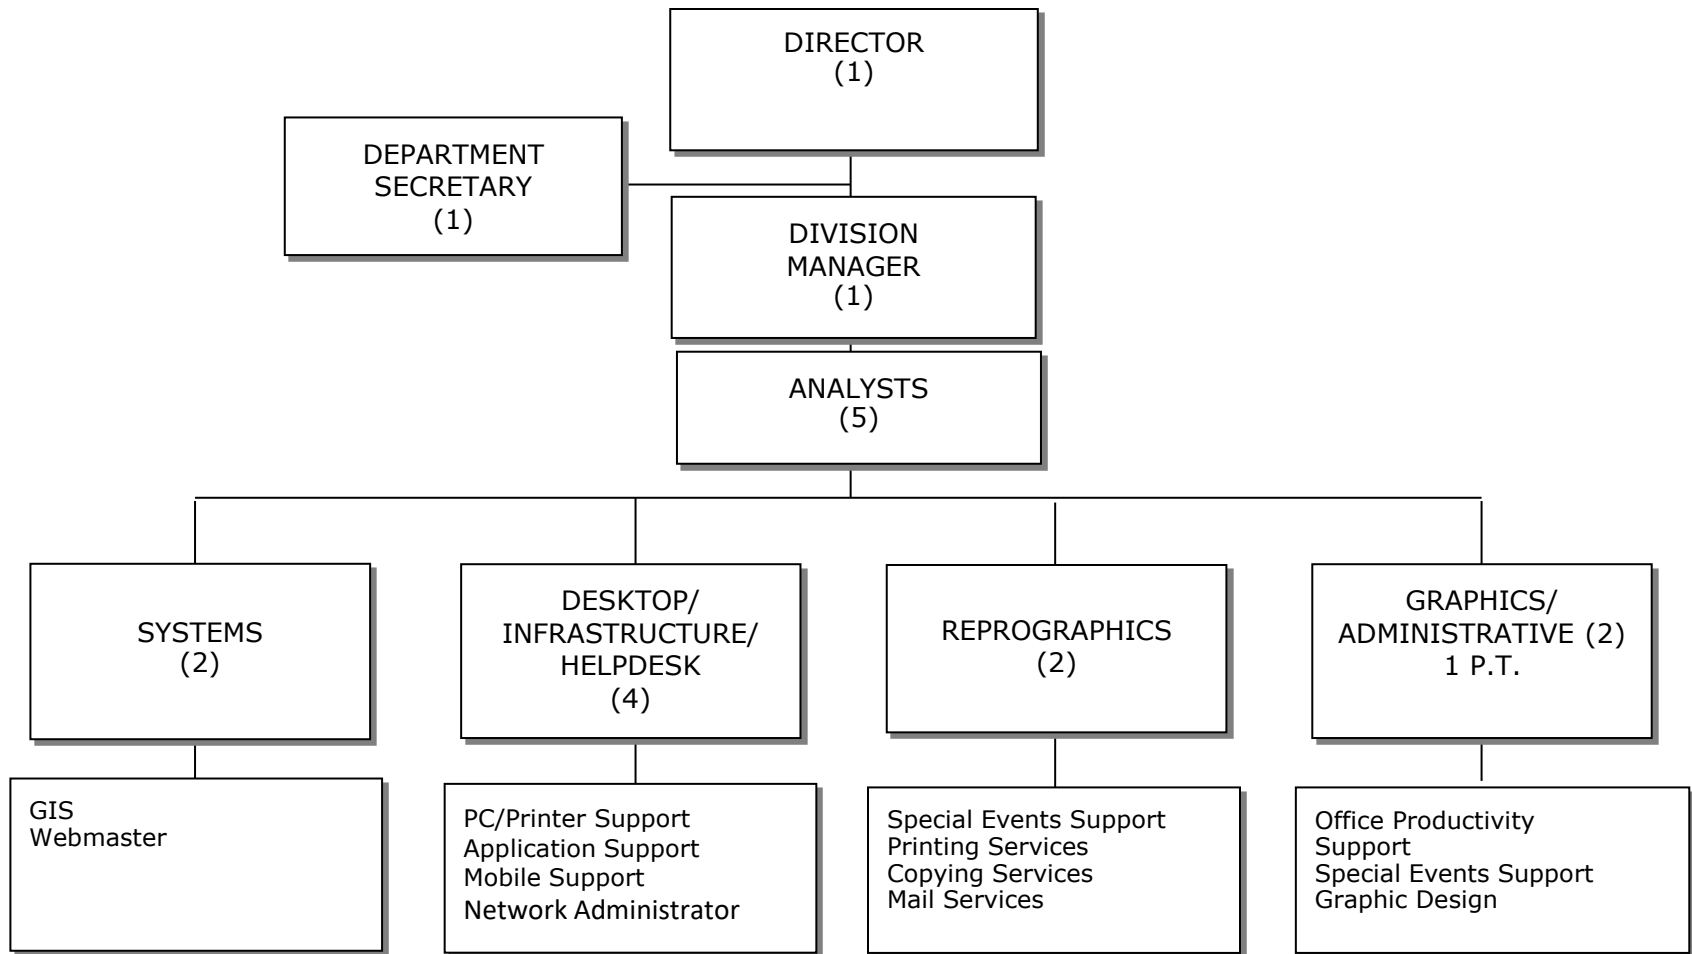 DIRECTOR
(1)
DEPARTMENT
SECRETARY
(1)
DIVISION
MANAGER
(1)
ANALYSTS
(5)
SYSTEMS
(2)
DESKTOP/
INFRASTRUCTURE/
HELPDESK
(4)
REPROGRAPHICS
(2)
GRAPHICS/
ADMINISTRATIVE (2)
1 P.T.
GIS
Webmaster
PC/Printer Support
Application Support
Mobile Support
Network Administrator
Special Events Support
Printing Services
Copying Services
Mail Services
Office Productivity
Support
Special Events Support
Graphic Design